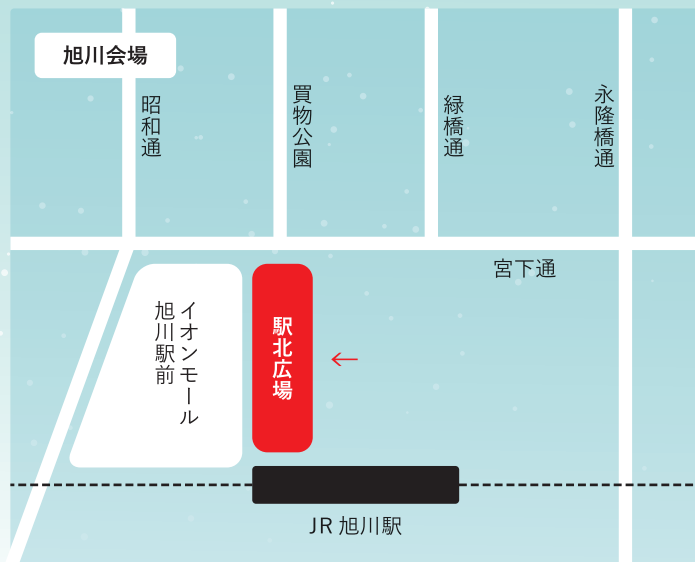 旭川会場
昭和通
買物公園
緑橋通
永隆橋通
宮下通
イオンモール
旭川駅前
駅北広場
←
JR 旭川駅